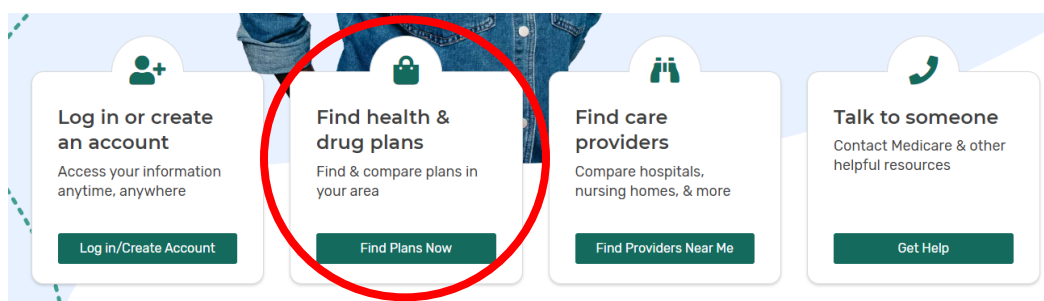 Log in or create
an account
Access your information
anytime, anywhere
Log in/Create Account
Find health &
drug plans
Find & compare plans in
your area
Find Plans Now
Find care
providers
Compare hospitals,
nursing homes, & more
Find Providers Near Me
Talk to someone
Contact Medicare & other
helpful resources
Get Help